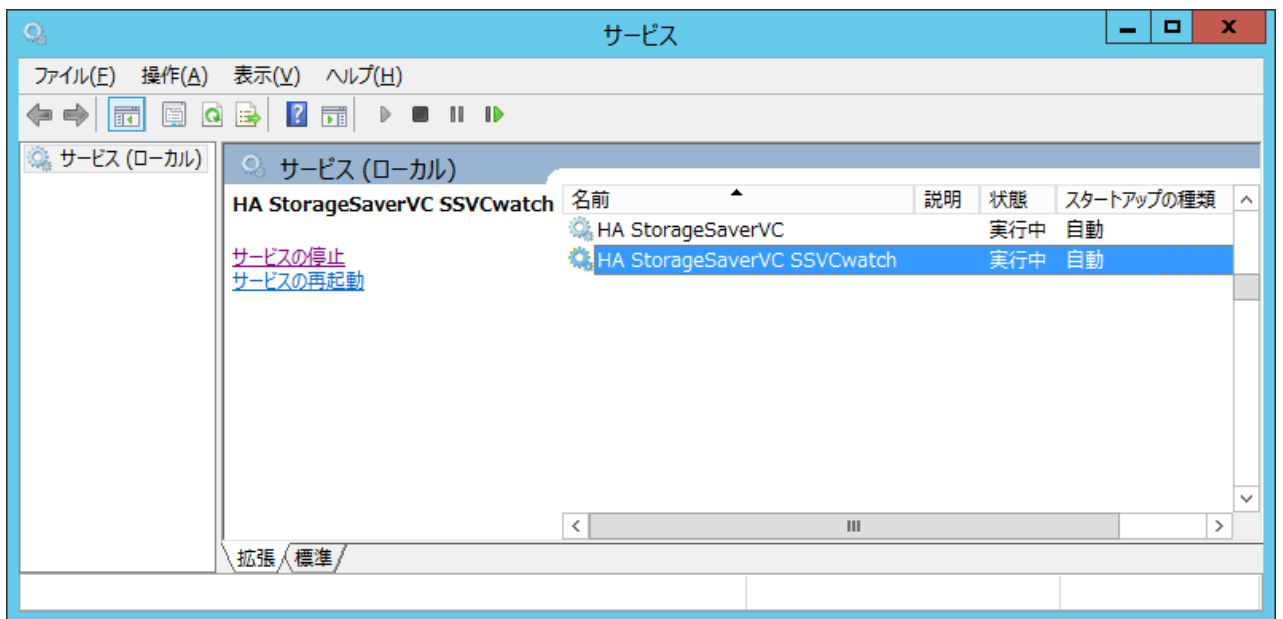 サービス
ファイル(F) 操作(A) 表示(V) ヘルプ(H)
サービス (ローカル)
サービス (ローカル)
HA StorageSaverVC SSVCwatch
サービスの停止
サービスの再起動
名前 説明 状態 スタートアップの種類
HA StorageSaverVC 実行中 自動
HA StorageSaverVC SSVCwatch 実行中 自動
拡張 標準